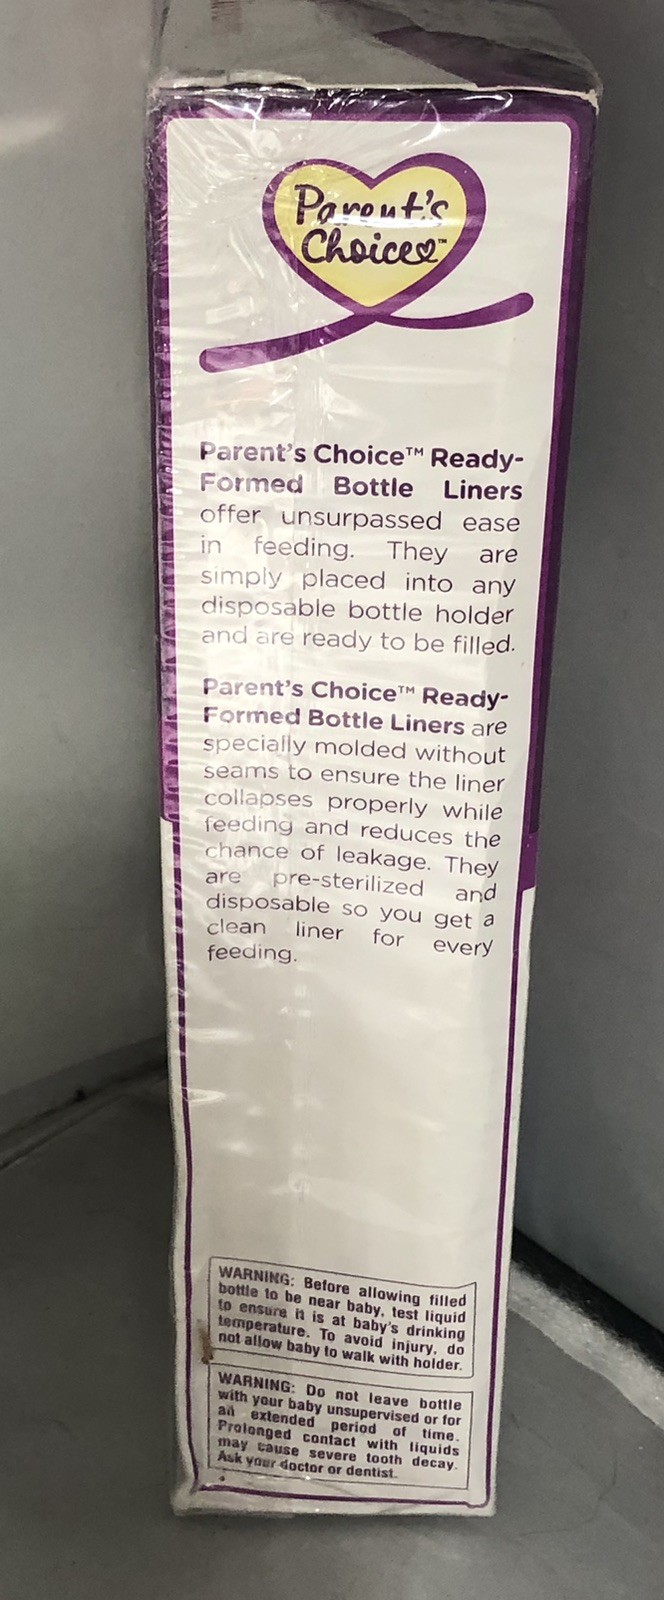 Parent's
Choice™
Parent's Choice™ Ready-
Formed Bottle Liners
offer unsurpassed ease
in feeding. They are
simply placed into any
disposable bottle holder
and are ready to be filled.
Parent's Choice™ Ready-
Formed Bottle Liners are
specially molded without
seams to ensure the liner
collapses properly while
feeding and reduces the
chance of leakage. They
are pre-sterilized and
disposable so you get a
clean liner for every
feeding.
WARNING: Before allowing filled
bottle to be near baby, test liquid
to ensure it is at baby's drinking
temperature. To avoid injury, do
not allow baby to walk with holder.
WARNING: Do not leave bottle
with your baby unsupervised or for
an extended period of time.
Prolonged contact with liquids
may cause severe tooth decay.
Ask your doctor or dentist.